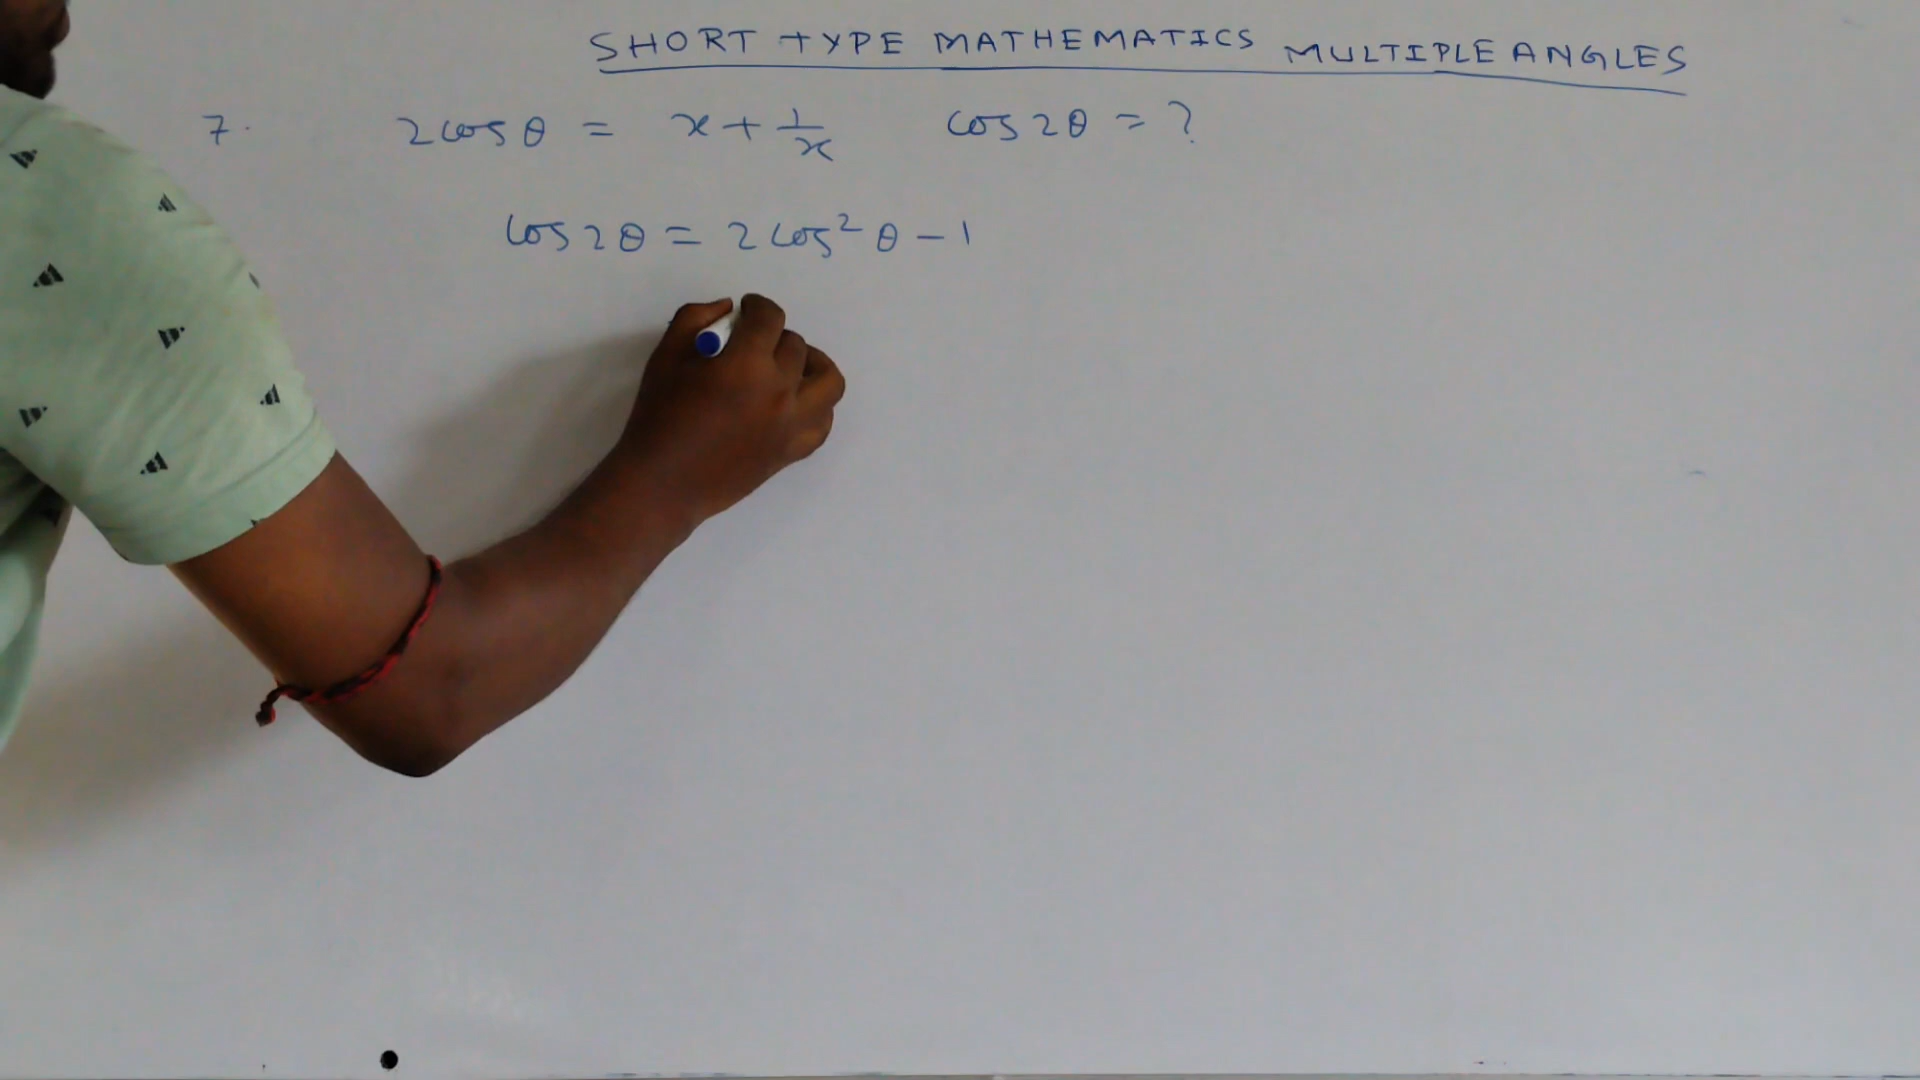 SHORT TYPE MATHEMATICS MULTIPLE ANGLES
7. 2cosθ = x + 1/x cos2θ = ?
cos2θ = 2cos²θ - 1